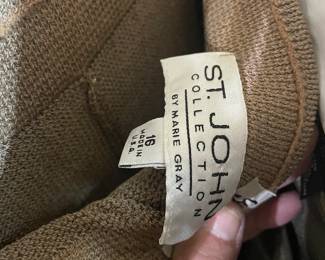 ST. JOHN
COLLECTION
BY MARIE GRAY
16
MADE IN
U.S.A.